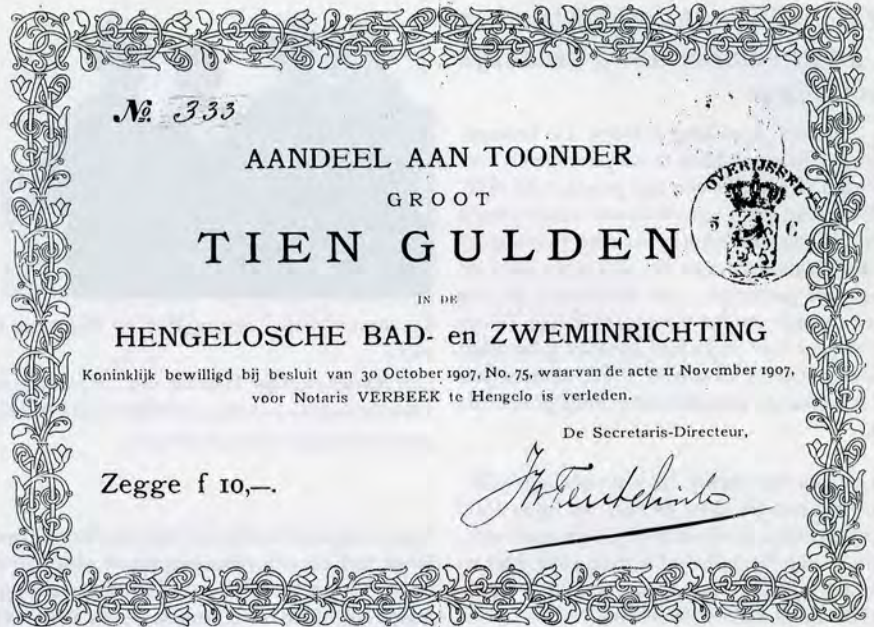 № 333
AANDEEL AAN TOONDER
GROOT
TIEN GULDEN
OVERIJSSEL
5 C
IN DE
HENGELOSCHE BAD- en ZWEMINRICHTING
Koninklijk bewilligd bij besluit van 30 October 1907, No. 75, waarvan de acte 11 November 1907,
voor Notaris VERBEEK te Hengelo is verleden.
De Secretaris-Directeur,
Zegge f 10,—.